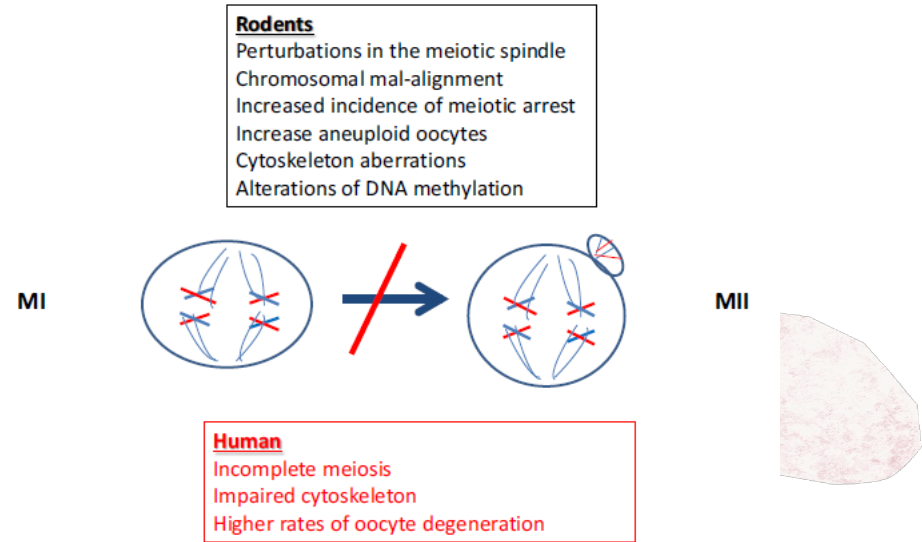 Rodents
Perturbations in the meiotic spindle
Chromosomal mal-alignment
Increased incidence of meiotic arrest
Increase aneuploid oocytes
Cytoskeleton aberrations
Alterations of DNA methylation
MI
MII
Human
Incomplete meiosis
Impaired cytoskeleton
Higher rates of oocyte degeneration